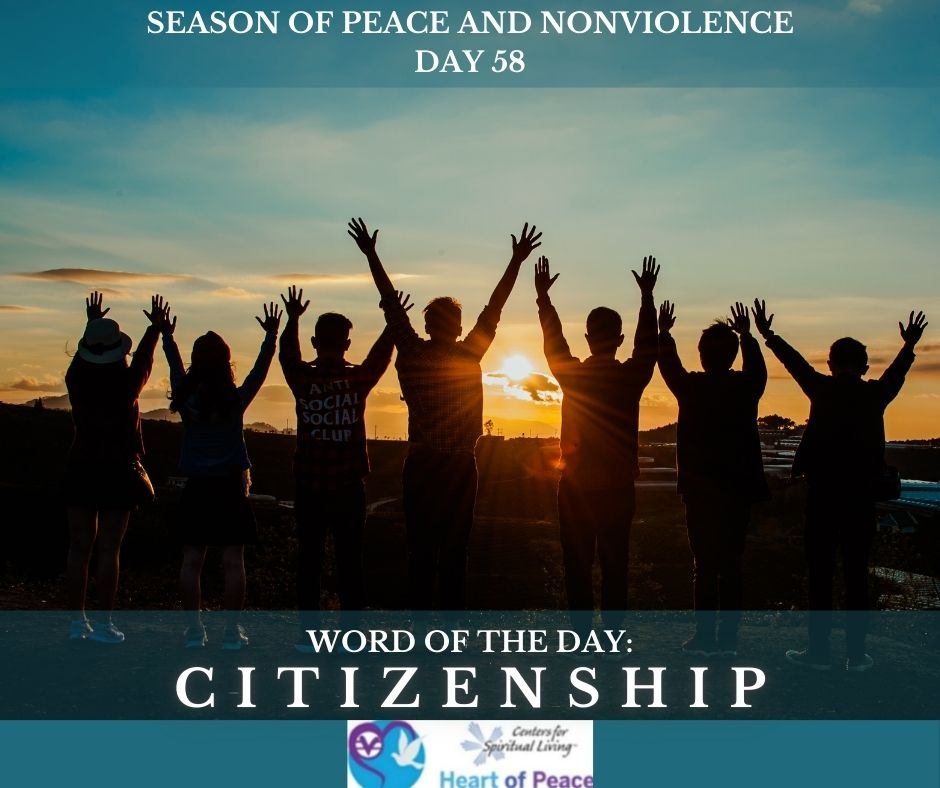 SEASON OF PEACE AND NONVIOLENCE
DAY 58
ANTI
SOCIAL
SOCIAL
CLUB
WORD OF THE DAY:
CITIZENSHIP
Centers for
Spiritual Living
Heart of Peace